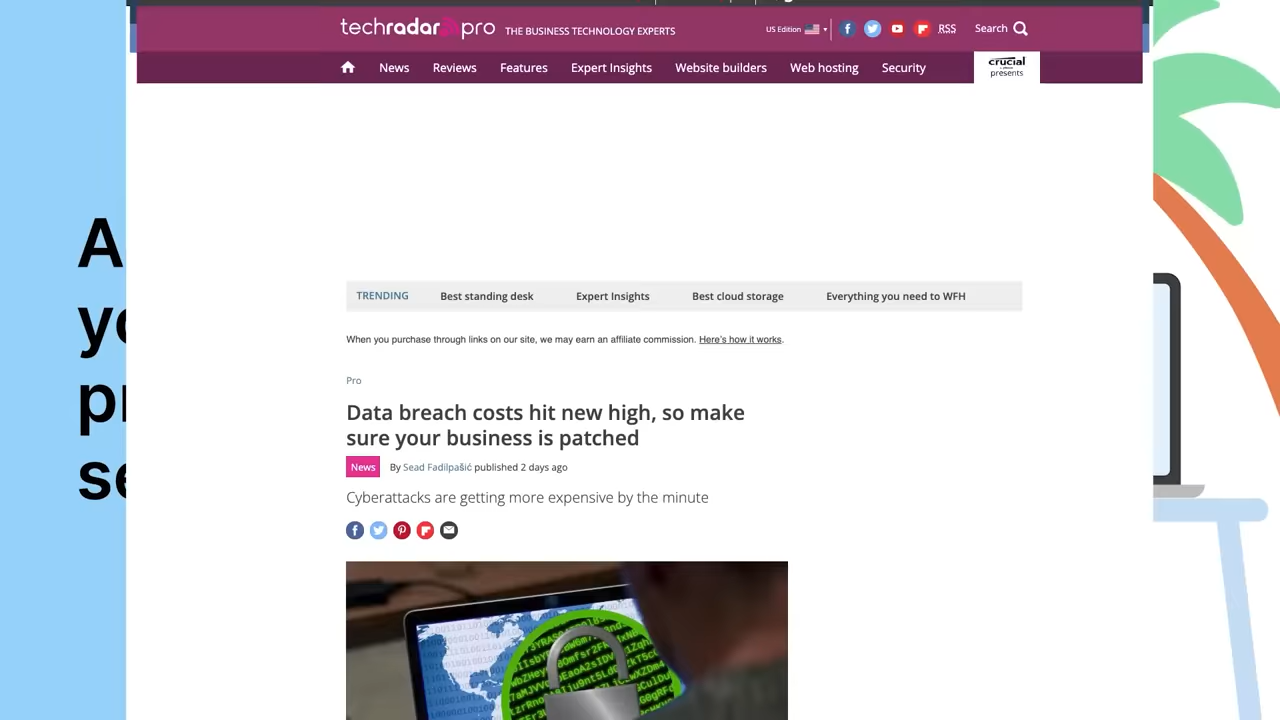 techradar pro THE BUSINESS TECHNOLOGY EXPERTS US Edition RSS Search
News Reviews Features Expert Insights Website builders Web hosting Security
crucial
presents
TRENDING Best standing desk Expert Insights Best cloud storage Everything you need to WFH
When you purchase through links on our site, we may earn an affiliate commission. Here's how it works.
Pro
Data breach costs hit new high, so make
sure your business is patched
News By Sead Fadilpašić published 2 days ago
Cyberattacks are getting more expensive by the minute